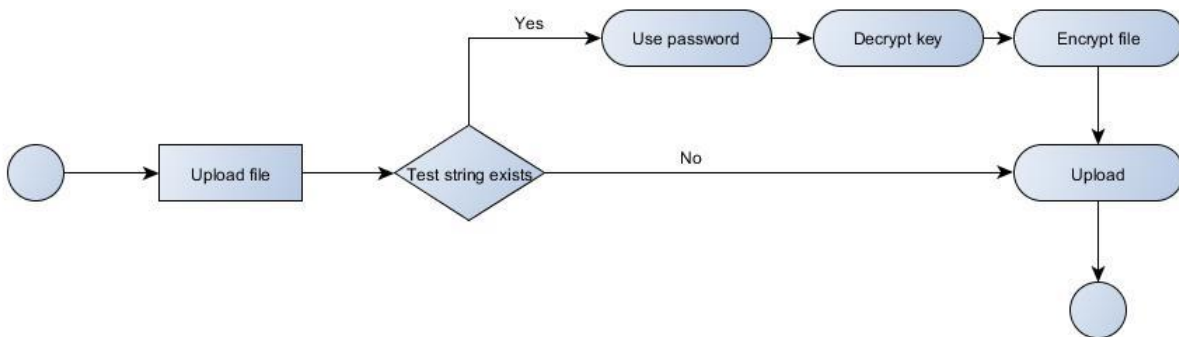 Yes
Use password
Decrypt key
Encrypt file
Upload file
Test string exists
No
Upload